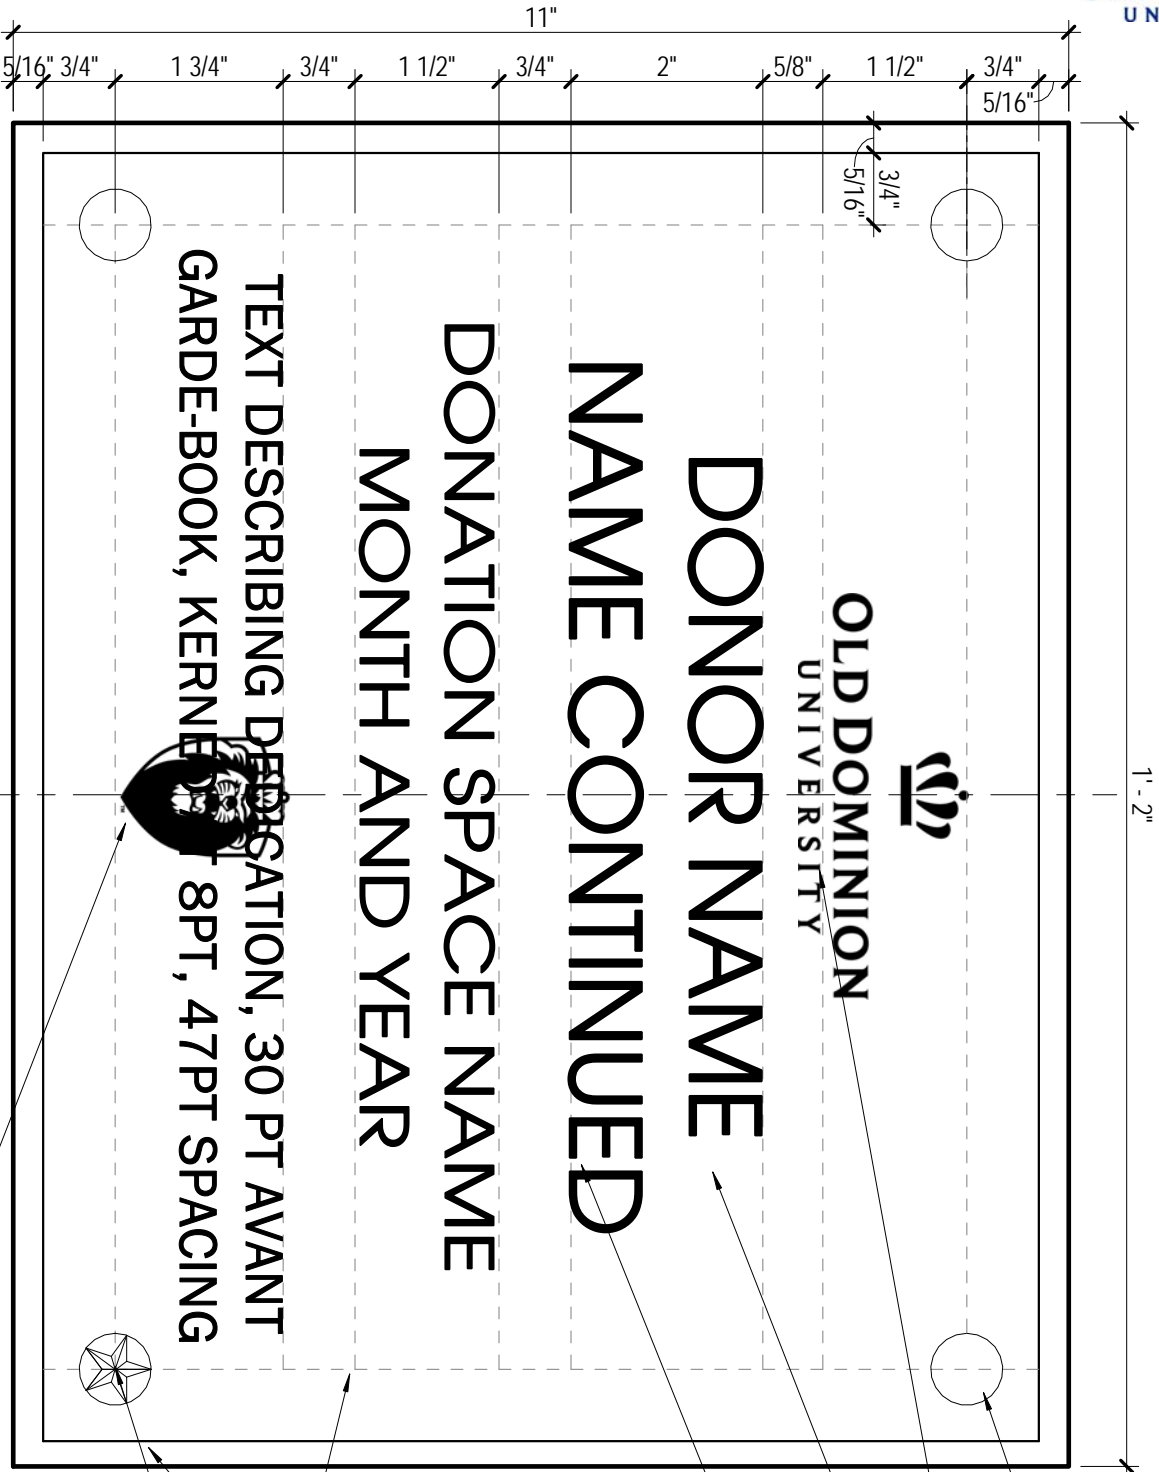 UN
11"
5/16" 3/4" 1 3/4" 3/4" 1 1/2" 3/4" 2" 5/8" 1 1/2" 3/4"
5/16"
3/4"
5/16"
1' - 2"
OLD DOMINION
UNIVERSITY
DONOR NAME
NAME CONTINUED
DONATION SPACE NAME
MONTH AND YEAR
TEXT DESCRIBING DEDICATION, 30 PT AVANT
GARDE-BOOK, KERNED AT 8PT, 47PT SPACING